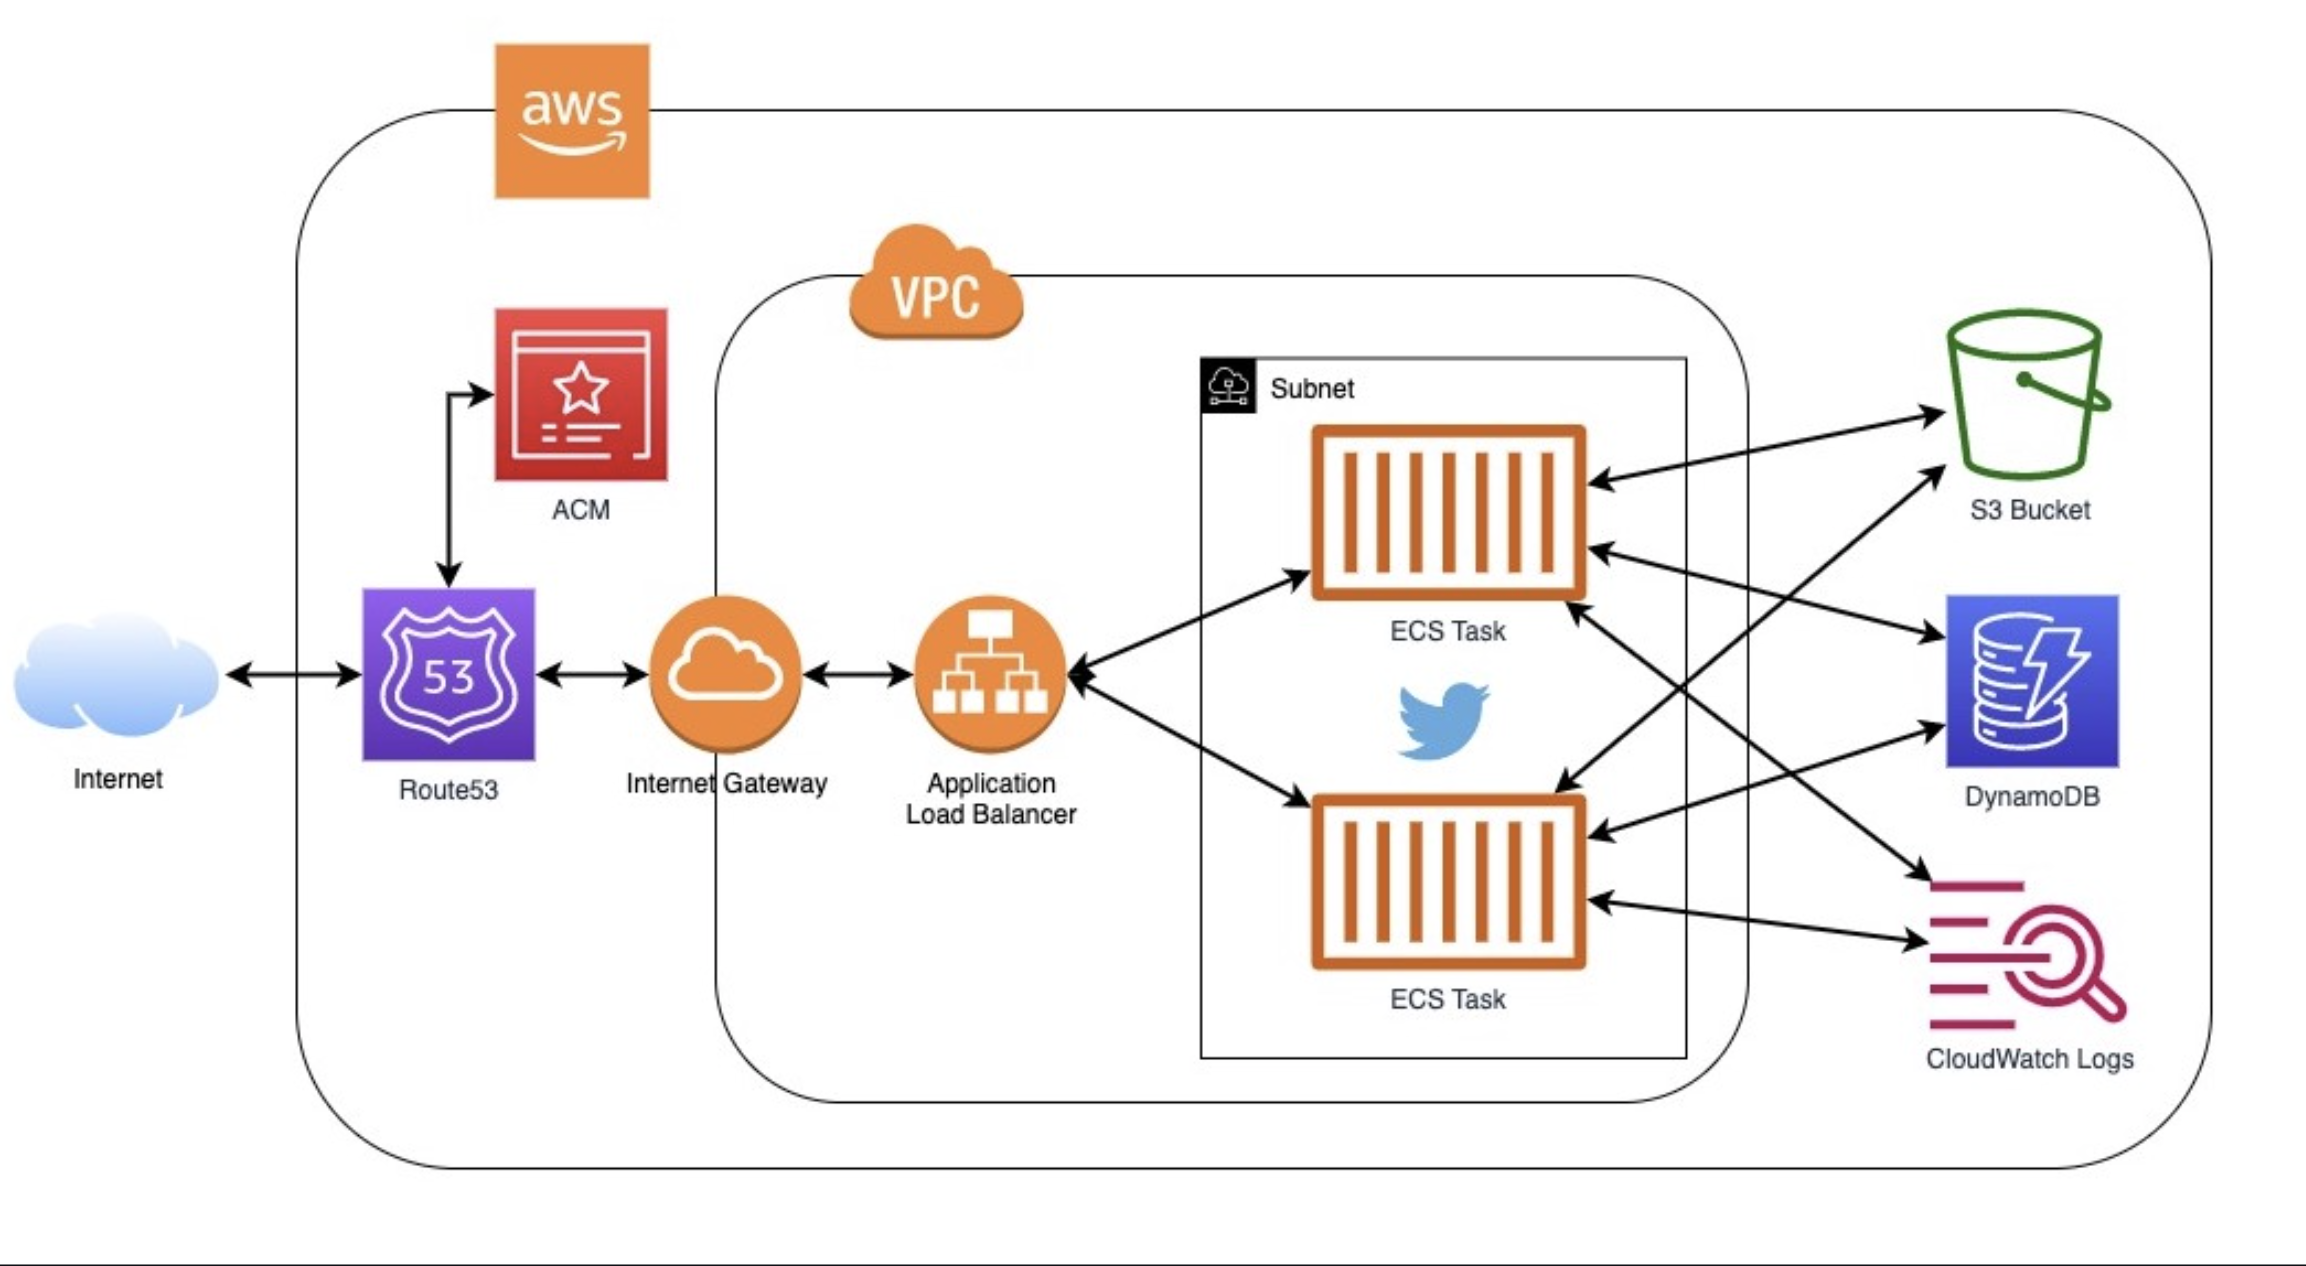 aws
VPC
Subnet
ACM
S3 Bucket
ECS Task
53
Internet
Route53
Internet Gateway
Application
Load Balancer
DynamoDB
ECS Task
CloudWatch Logs